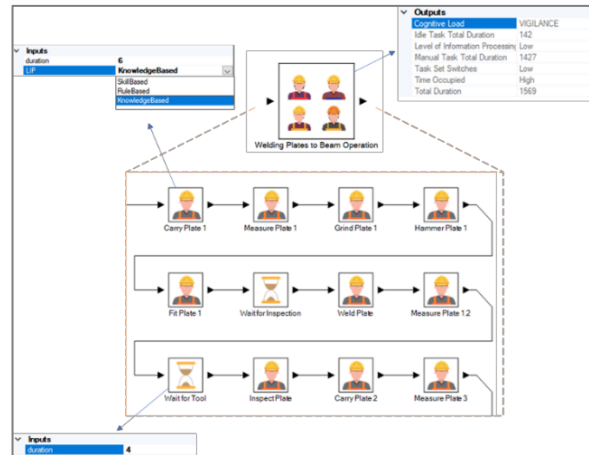 Inputs
duration 6
LIP KnowledgeBased
SkillBased
RuleBased
KnowledgeBased
Outputs
Cognitive Load VIGILANCE
Idle Task Total Duration 142
Level of Information Processing Low
Manual Task Total Duration 1427
Task Set Switches Low
Time Occupied High
Total Duration 1569
Welding Plates to Beam Operation
Carry Plate 1 Measure Plate 1 Grind Plate 1 Hammer Plate 1
Fit Plate 1 Wait for Inspection Weld Plate Measure Plate 1.2
Wait for Tool Inspect Plate Carry Plate 2 Measure Plate 3
Inputs
duration 4